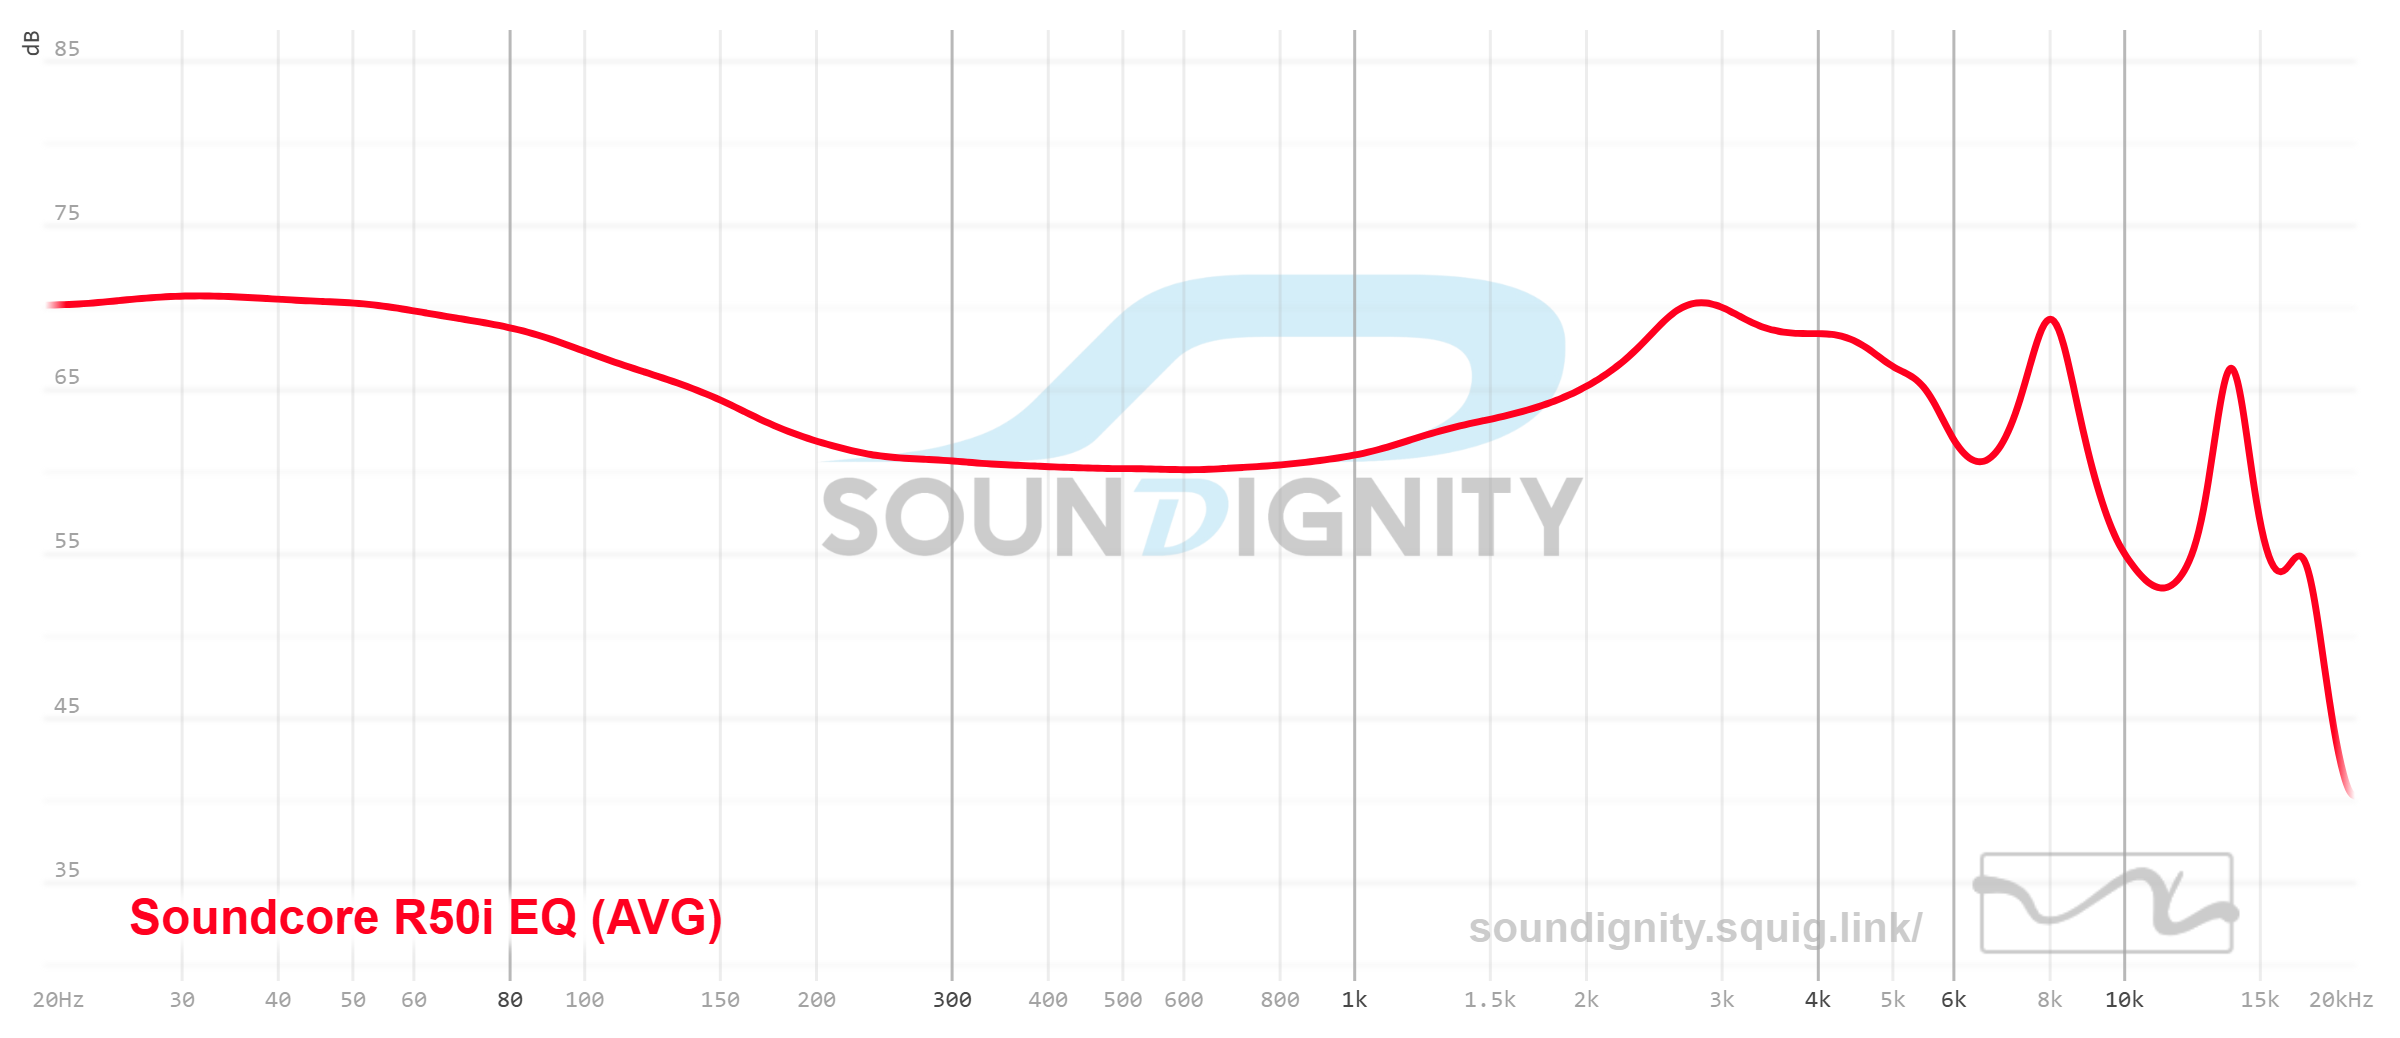 dB
85
75
65
55
45
35
SOUNDIGNITY
Soundcore R50i EQ (AVG)
soundignity.squig.link/
20Hz 30 40 50 60 80 100 150 200 300 400 500 600 800 1k 1.5k 2k 3k 4k 5k 6k 8k 10k 15k 20kHz